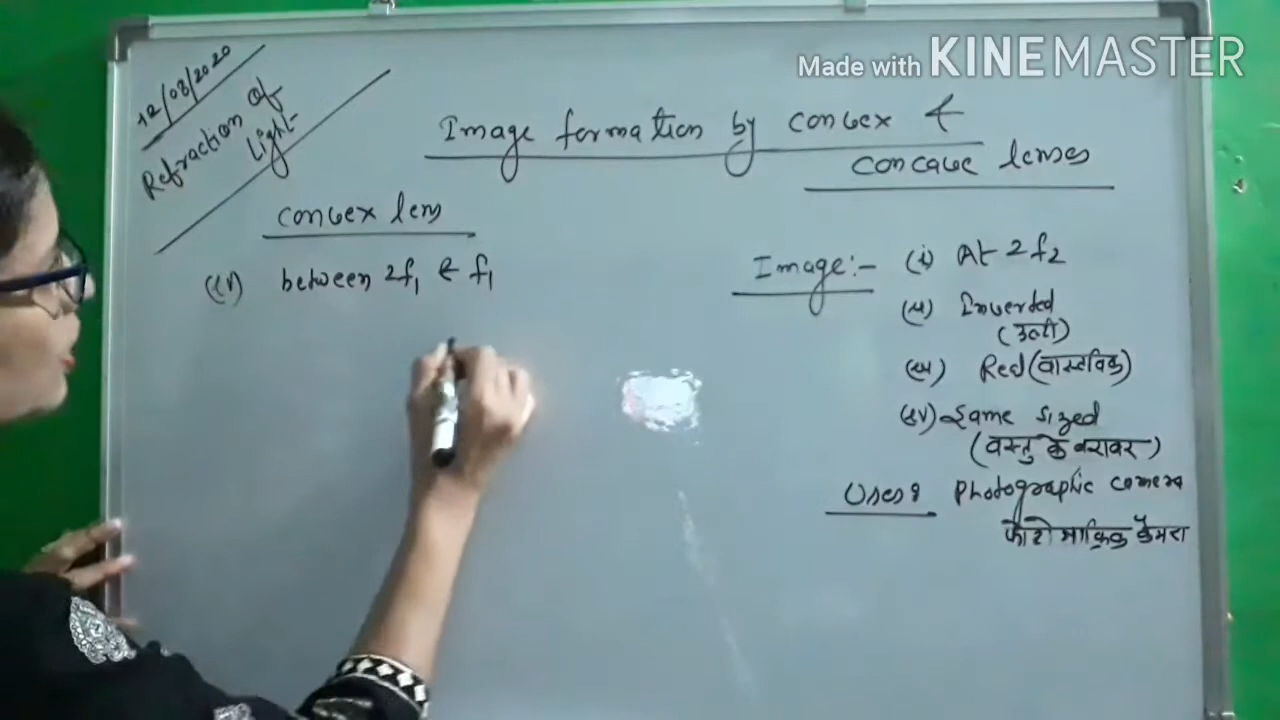 Made with KINEMASTER
12/08/2020
Refraction of
Light
Image formation by convex &
concave lenses
convex lens
(iv) between 2f1 & f1
Image:- (i) At 2f2
(ii) Inverted
(उल्टी)
(iii) Real (वास्तविक)
(iv) Same sized
(वस्तु के बराबर)
Uses: Photographic camera
फोटोग्राफिक कैमरा